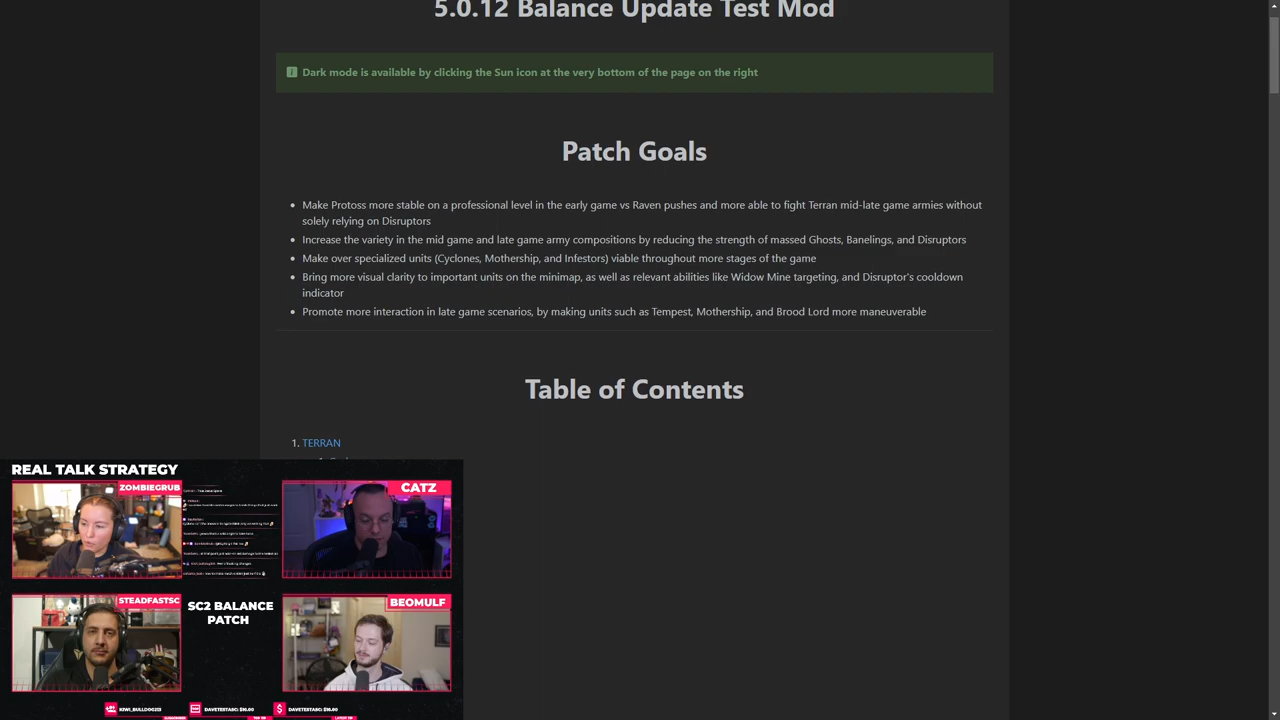 5.0.12 Balance Update Test Mod
Dark mode is available by clicking the Sun icon at the very bottom of the page on the right
Patch Goals
• Make Protoss more stable on a professional level in the early game vs Raven pushes and more able to fight Terran mid-late game armies without
solely relying on Disruptors
• Increase the variety in the mid game and late game army compositions by reducing the strength of massed Ghosts, Banelings, and Disruptors
• Make over specialized units (Cyclones, Mothership, and Infestors) viable throughout more stages of the game
• Bring more visual clarity to important units on the minimap, as well as relevant abilities like Widow Mine targeting, and Disruptor's cooldown
indicator
• Promote more interaction in late game scenarios, by making units such as Tempest, Mothership, and Brood Lord more maneuverable
Table of Contents
1. TERRAN
REAL TALK STRATEGY
ZOMBIEGRUB
CATZ
STEADFASTSC
SC2 BALANCE
PATCH
BEOMULF